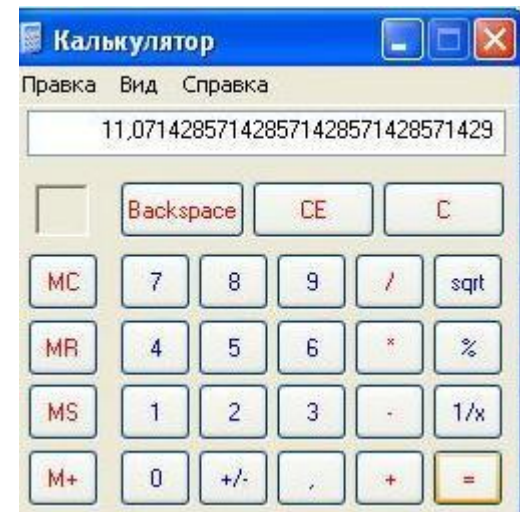 Калькулятор
Правка Вид Справка
11,071428571428571428571428571429
Backspace CE C
MC 7 8 9 / sqrt
MR 4 5 6 * %
MS 1 2 3 - 1/x
M+ 0 +/- , + =